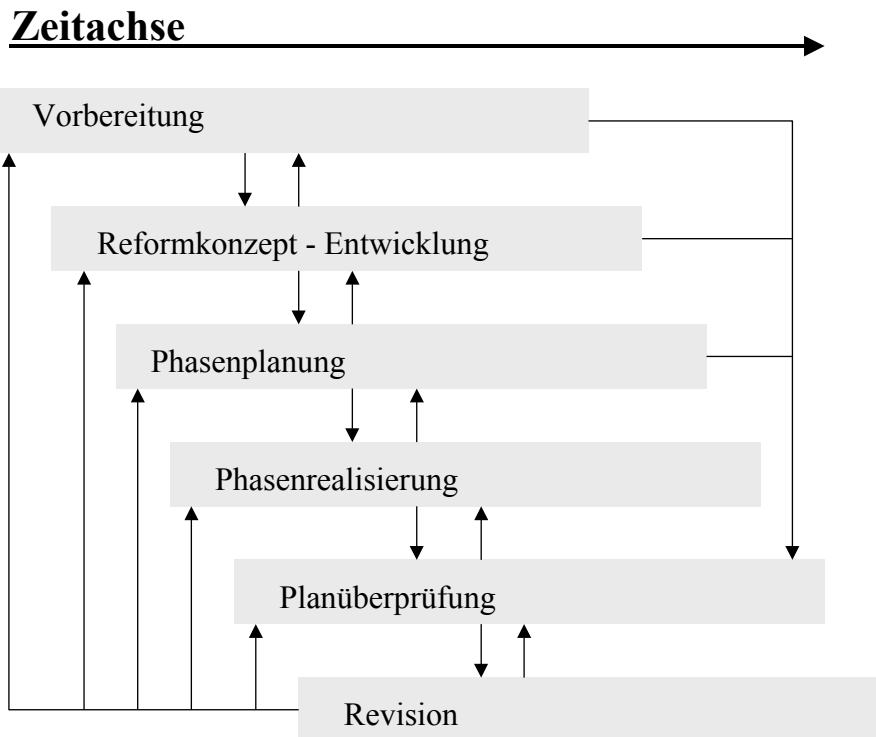 Zeitachse
Vorbereitung
Reformkonzept - Entwicklung
Phasenplanung
Phasenrealisierung
Planüberprüfung
Revision